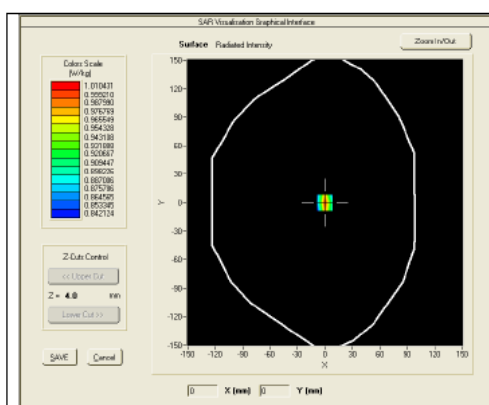 SAR Visualisation Graphical Interface
Surface Radiated Intensity
Zoom In/Out
Colors Scale
(W/kg)
1.010431
0.999210
0.987990
0.976769
0.965549
0.954328
0.943108
0.931888
0.920667
0.909447
0.898226
0.887006
0.875786
0.864565
0.853345
0.842124
Z-Cuts Control
<< Upper Cut
Z = 4.0 mm
Lower Cut >>
SAVE Cancel
150-
120-
90-
60-
30-
Y 0-
-30-
-60-
-90-
-120-
-150-
-150 -120 -90 -60 -30 0 30 60 90 120 150
X
0 X (mm) 0 Y (mm)